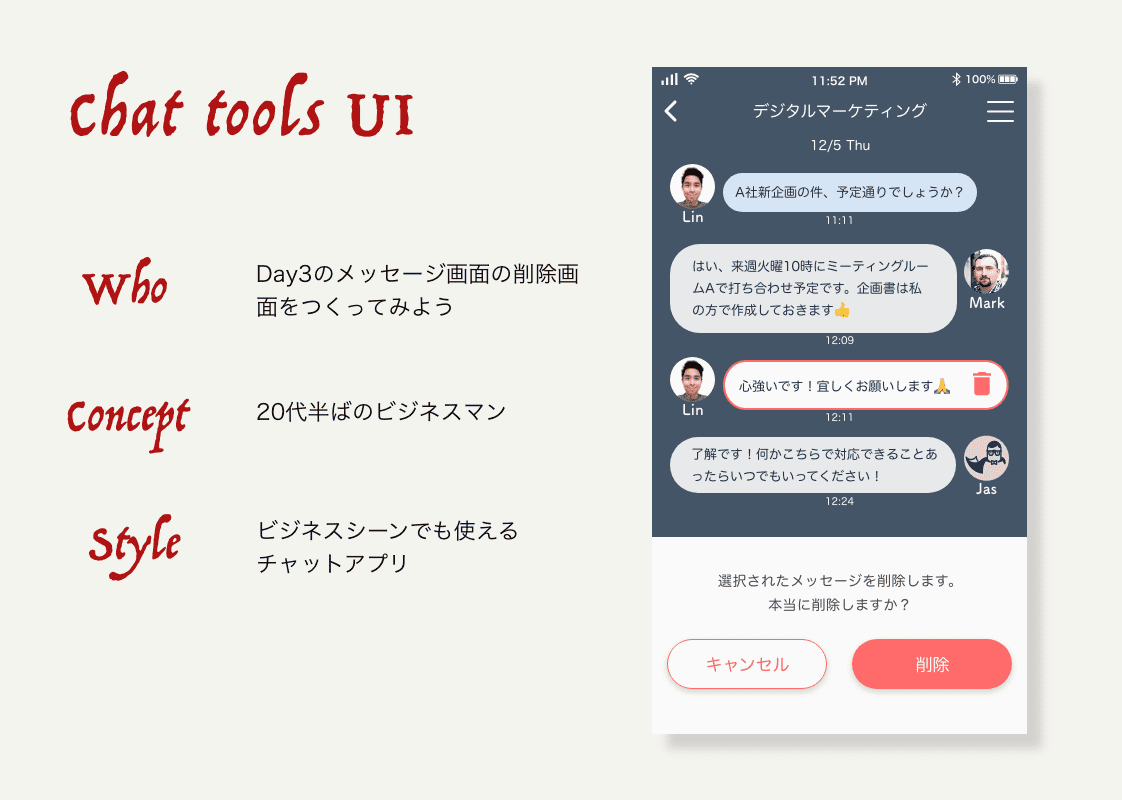 Chat tools UI
Who
Day3のメッセージ画面の削除画
面をつくってみよう
Concept
20代半ばのビジネスマン
Style
ビジネスシーンでも使える
チャットアプリ
11:52 PM
100%
デジタルマーケティング
12/5 Thu
A社新企画の件、予定通りでしょうか？
Lin
11:11
はい、来週火曜10時にミーティングルー
ムAで打ち合わせ予定です。企画書は私
の方で作成しておきます👍
Mark
12:09
心強いです！宜しくお願いします🙏
Lin
12:11
了解です！何かこちらで対応できることあ
ったらいつでもいってください！
Jas
12:24
選択されたメッセージを削除します。
本当に削除しますか？
キャンセル
削除